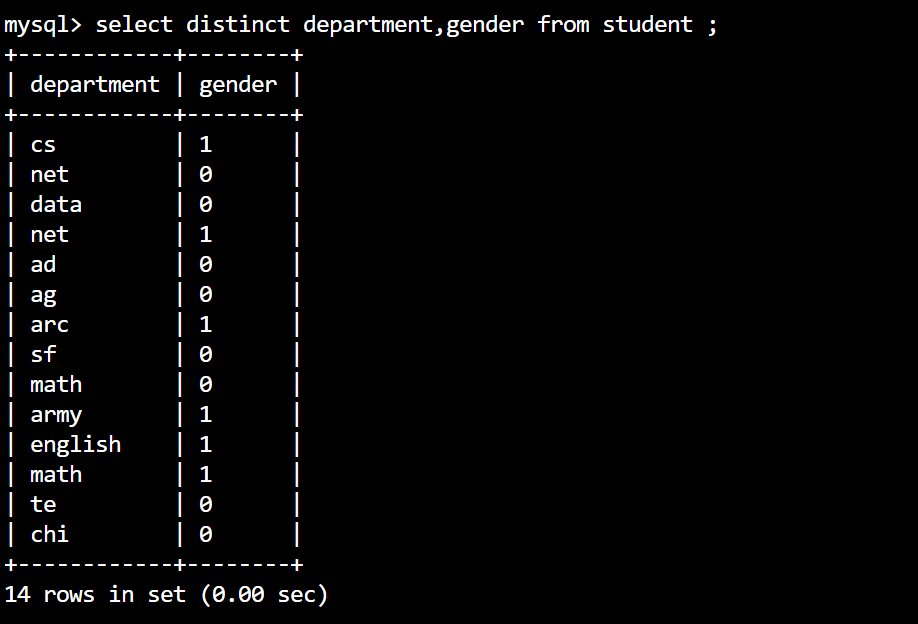 mysql> select distinct department,gender from student ;
+------------+--------+
| department | gender |
+------------+--------+
| cs         | 1      |
| net        | 0      |
| data       | 0      |
| net        | 1      |
| ad         | 0      |
| ag         | 0      |
| arc        | 1      |
| sf         | 0      |
| math       | 0      |
| army       | 1      |
| english    | 1      |
| math       | 1      |
| te         | 0      |
| chi        | 0      |
+------------+--------+
14 rows in set (0.00 sec)